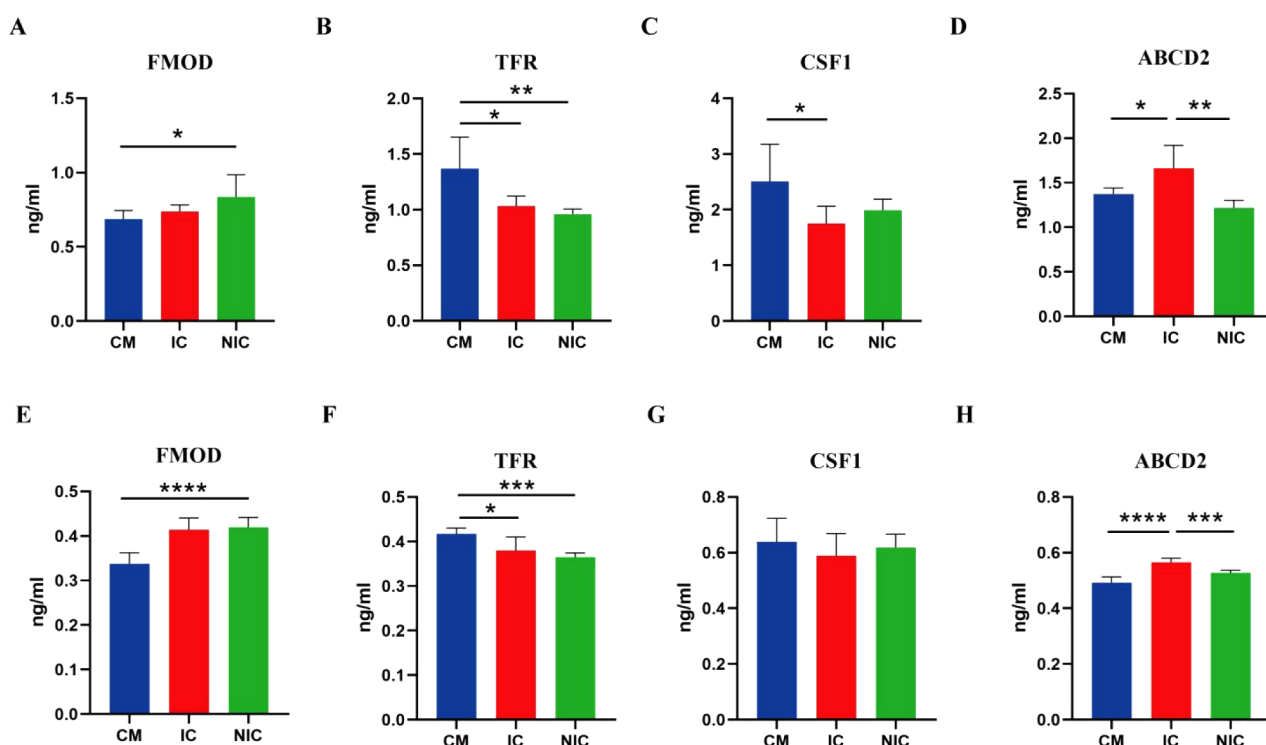 A
FMOD
ng/ml
1.5
1.0
0.5
0.0
*
CM IC NIC
B
TFR
ng/ml
2.0
1.5
1.0
0.5
0.0
**
*
CM IC NIC
C
CSF1
ng/ml
4
3
2
1
0
*
CM IC NIC
D
ABCD2
ng/ml
2.5
2.0
1.5
1.0
0.5
0.0
* **
CM IC NIC
E
FMOD
ng/ml
0.5
0.4
0.3
0.2
0.1
0.0
****
CM IC NIC
F
TFR
ng/ml
0.5
0.4
0.3
0.2
0.1
0.0
***
*
CM IC NIC
G
CSF1
ng/ml
0.8
0.6
0.4
0.2
0.0
CM IC NIC
H
ABCD2
ng/ml
0.8
0.6
0.4
0.2
0.0
**** ***
CM IC NIC